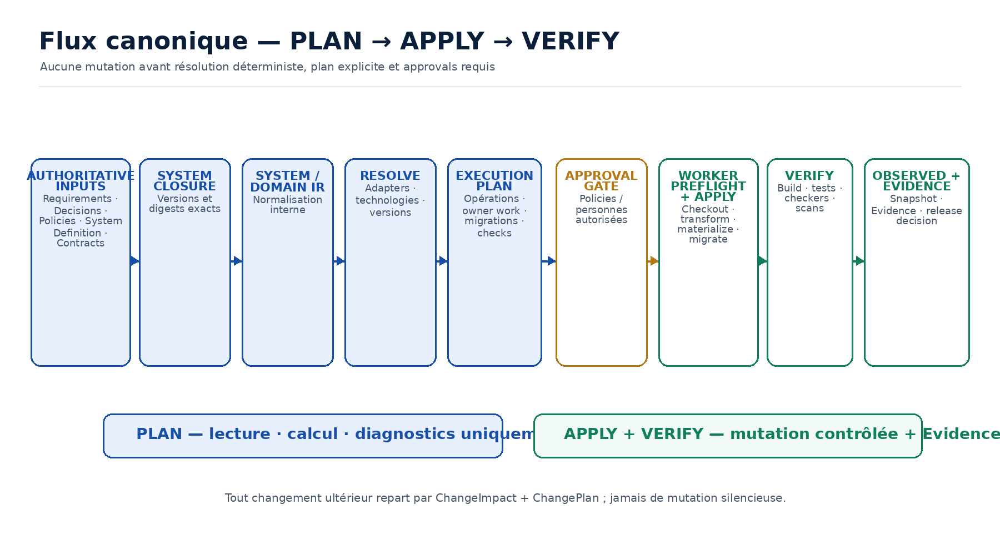 Flux canonique — PLAN → APPLY → VERIFY
Aucune mutation avant résolution déterministe, plan explicite et approvals requis
AUTHORITATIVE
INPUTS
Requirements ·
Decisions ·
Policies · System
Definition ·
Contracts
SYSTEM
CLOSURE
Versions et
digests exacts
SYSTEM /
DOMAIN IR
Normalisation
interne
RESOLVE
Adapters ·
technologies ·
versions
EXECUTION
PLAN
Opérations ·
owner work ·
migrations ·
checks
APPROVAL
GATE
Policies /
personnes
autorisées
WORKER
PREFLIGHT
+ APPLY
Checkout ·
transform ·
materialize ·
migrate
VERIFY
Build · tests ·
checkers ·
scans
OBSERVED +
EVIDENCE
Snapshot ·
Evidence · release
decision
PLAN — lecture · calcul · diagnostics uniquem
APPLY + VERIFY — mutation contrôlée + Evidence
Tout changement ultérieur repart par ChangeImpact + ChangePlan ; jamais de mutation silencieuse.